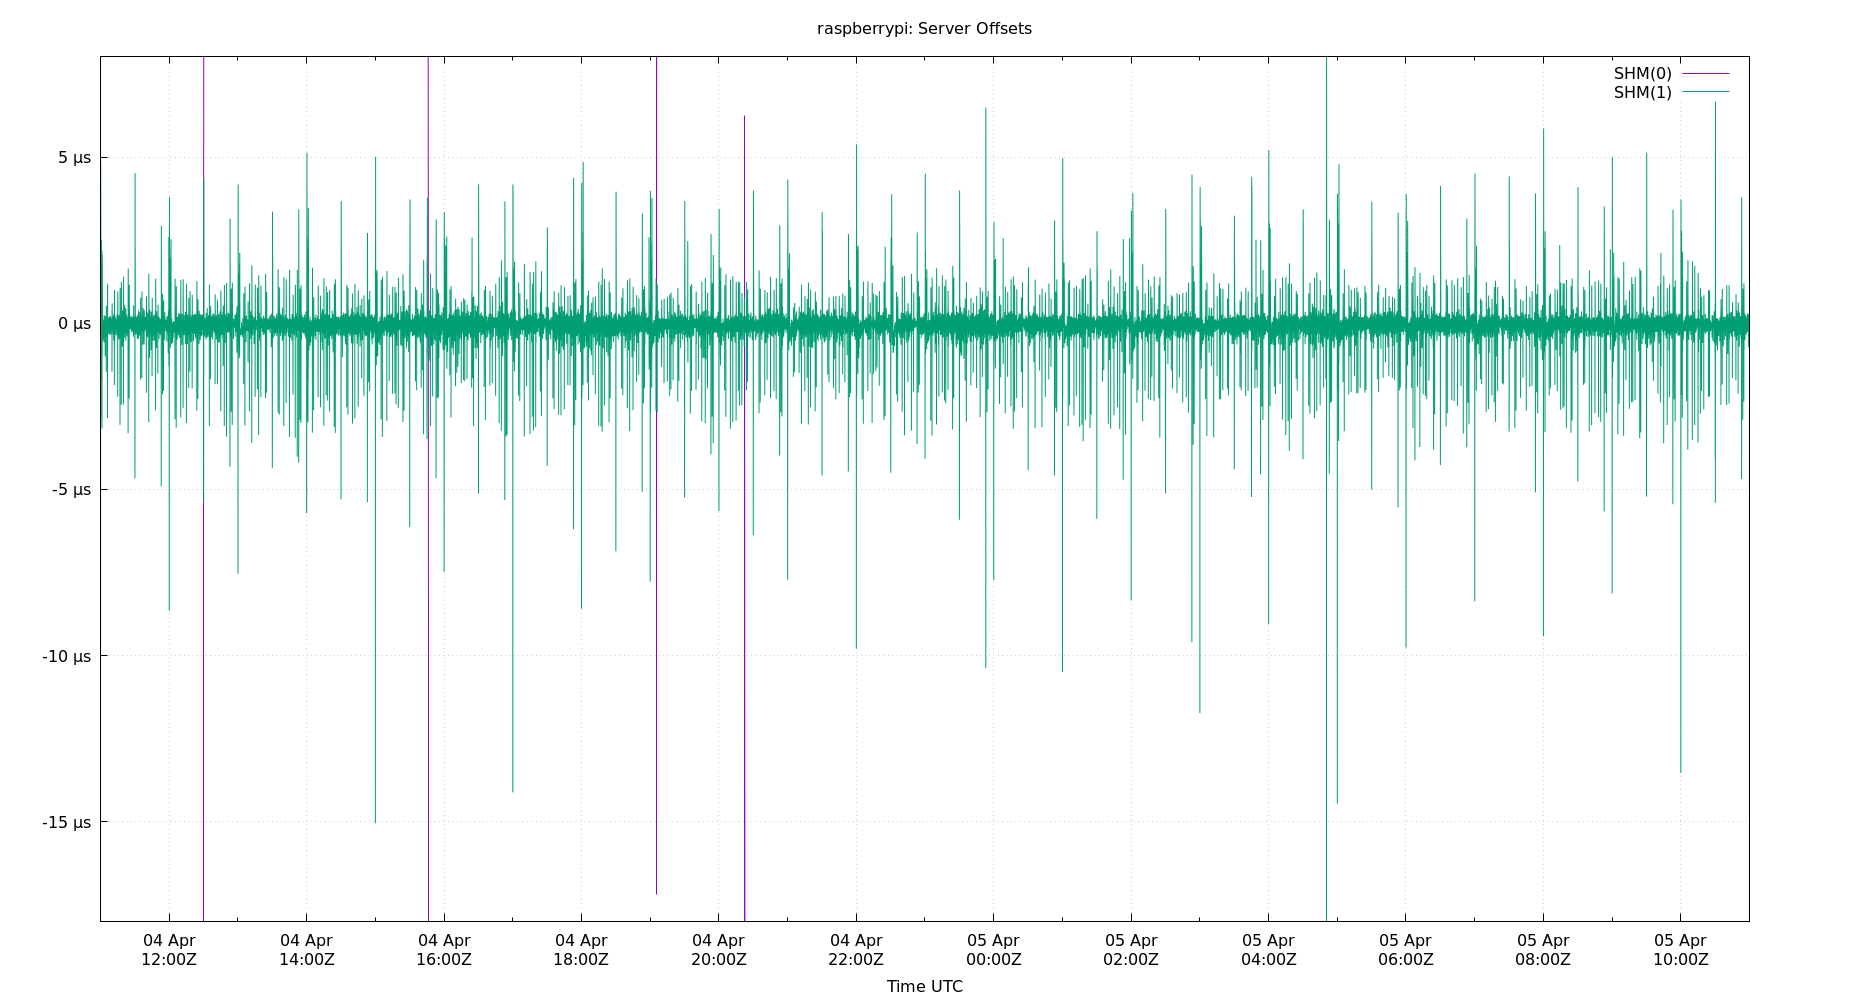 raspberrypi: Server Offsets
SHM(0)
SHM(1)
5 µs
0 µs
-5 µs
-10 µs
-15 µs
04 Apr 04 Apr 04 Apr 04 Apr 04 Apr 04 Apr 05 Apr 05 Apr 05 Apr 05 Apr 05 Apr 05 Apr
12:00Z 14:00Z 16:00Z 18:00Z 20:00Z 22:00Z 00:00Z 02:00Z 04:00Z 06:00Z 08:00Z 10:00Z
Time UTC